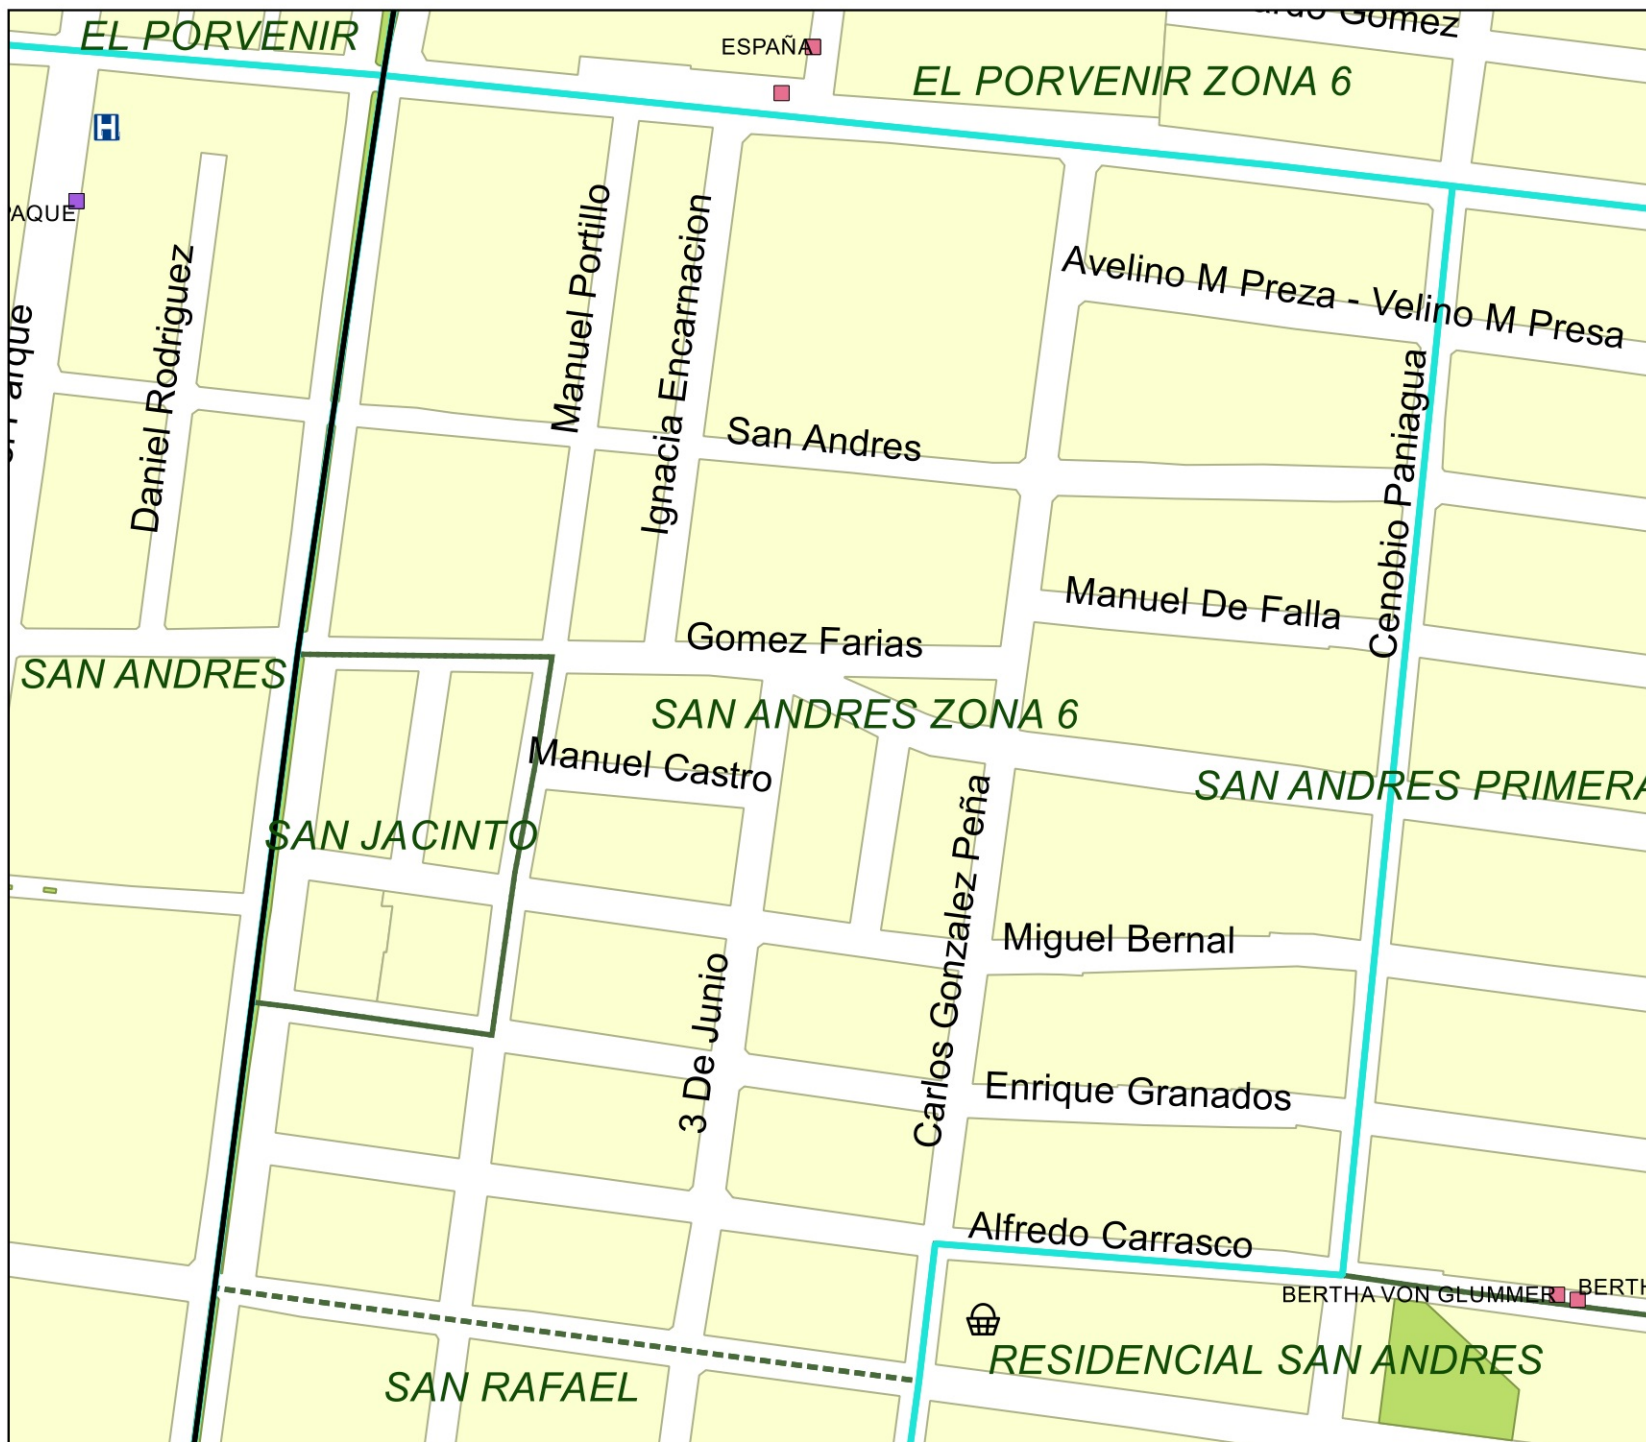 EL PORVENIR
Gomez
ESPAÑA
EL PORVENIR ZONA 6
PAQUE
Daniel Rodriguez
Manuel Portillo
Ignacia Encarnacion
Avelino M Preza - Velino M Presa
San Andres
Cenobio Paniagua
Manuel De Falla
Gomez Farias
SAN ANDRES
SAN ANDRES ZONA 6
Manuel Castro
SAN ANDRES PRIMERA
SAN JACINTO
Carlos Gonzalez Peña
Miguel Bernal
3 De Junio
Enrique Granados
Alfredo Carrasco
BERTHA VON GLUMMER
BERTH
RESIDENCIAL SAN ANDRES
SAN RAFAEL